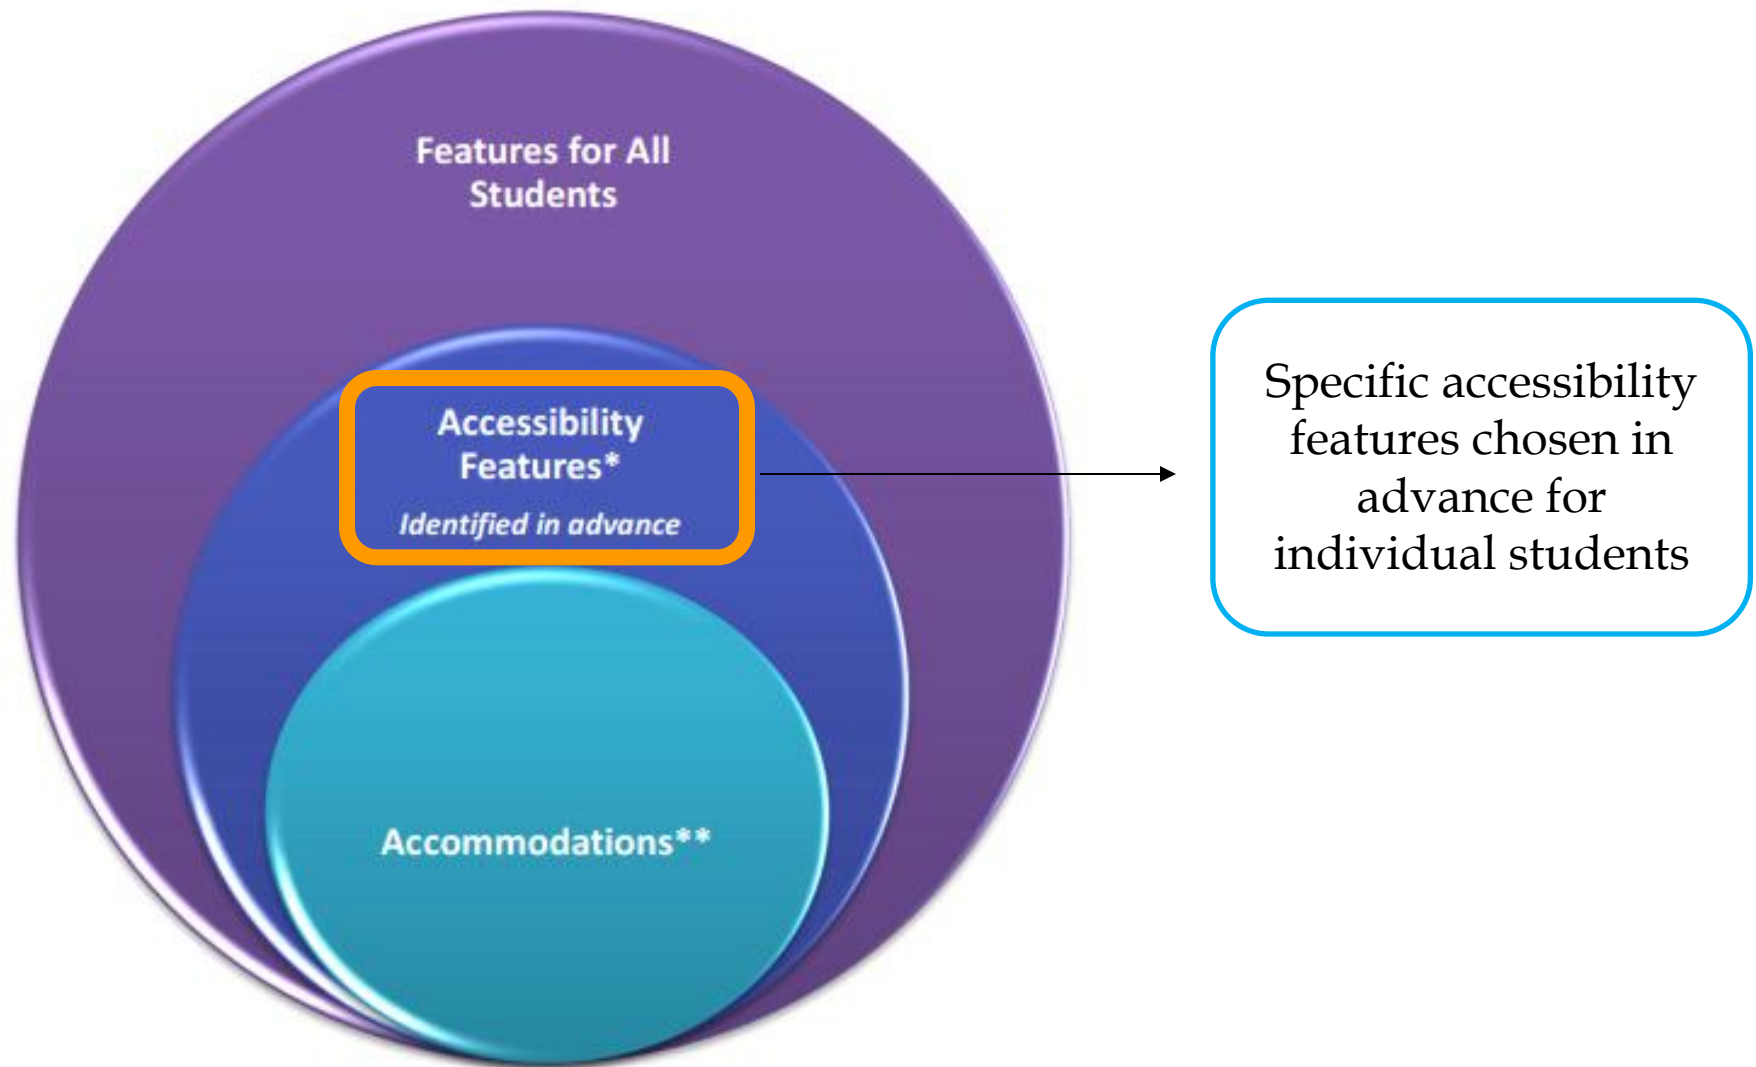 Features for All
Students
Accessibility
Features*
Identified in advance
Accommodations**
Specific accessibility
features chosen in
advance for
individual students